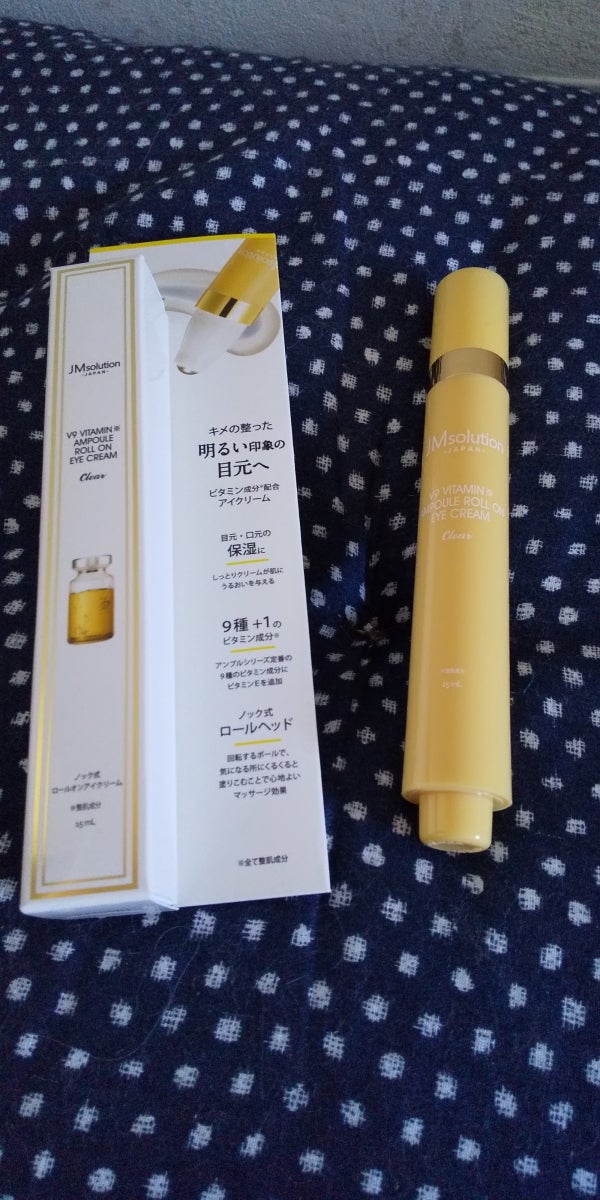 JMsolution
-JAPAN-
V9 VITAMIN※
AMPOULE
ROLL ON
EYE CREAM
Clear
ノック式
ロールオンアイクリーム
※整肌成分
15mL
キメの整った
明るい印象の
目元へ
ビタミン成分※配合
アイクリーム
目元・口元の
保湿に
しっとりクリームが肌に
うるおいを与える
9種+1の
ビタミン成分※
アンプルシリーズ定番の
9種のビタミン成分に
ビタミンEを追加
ノック式
ロールヘッド
回転するボールで、
気になる所にくるくると
塗りこむことで心地よい
マッサージ効果
※全て整肌成分
JMsolution
-JAPAN-
V9 VITAMIN※
AMPOULE ROLL ON
EYE CREAM
Clear
※整肌成分
15mL